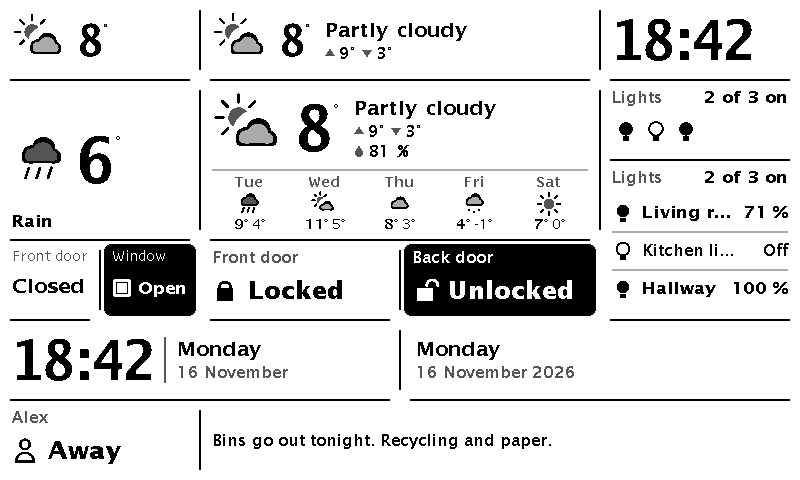 8°
8°
Partly cloudy
9° 3°
18:42
6°
Rain
8°
Partly cloudy
9° 3°
81 %
Tue Wed Thu Fri Sat
9° 4° 11° 5° 8° 3° 4° -1° 7° 0°
Lights 2 of 3 on
Lights 2 of 3 on
Living r... 71 %
Kitchen li... Off
Hallway 100 %
Front door
Closed
Window
Open
Front door
Locked
Back door
Unlocked
18:42
Monday
16 November
Monday
16 November 2026
Alex
Away
Bins go out tonight. Recycling and paper.